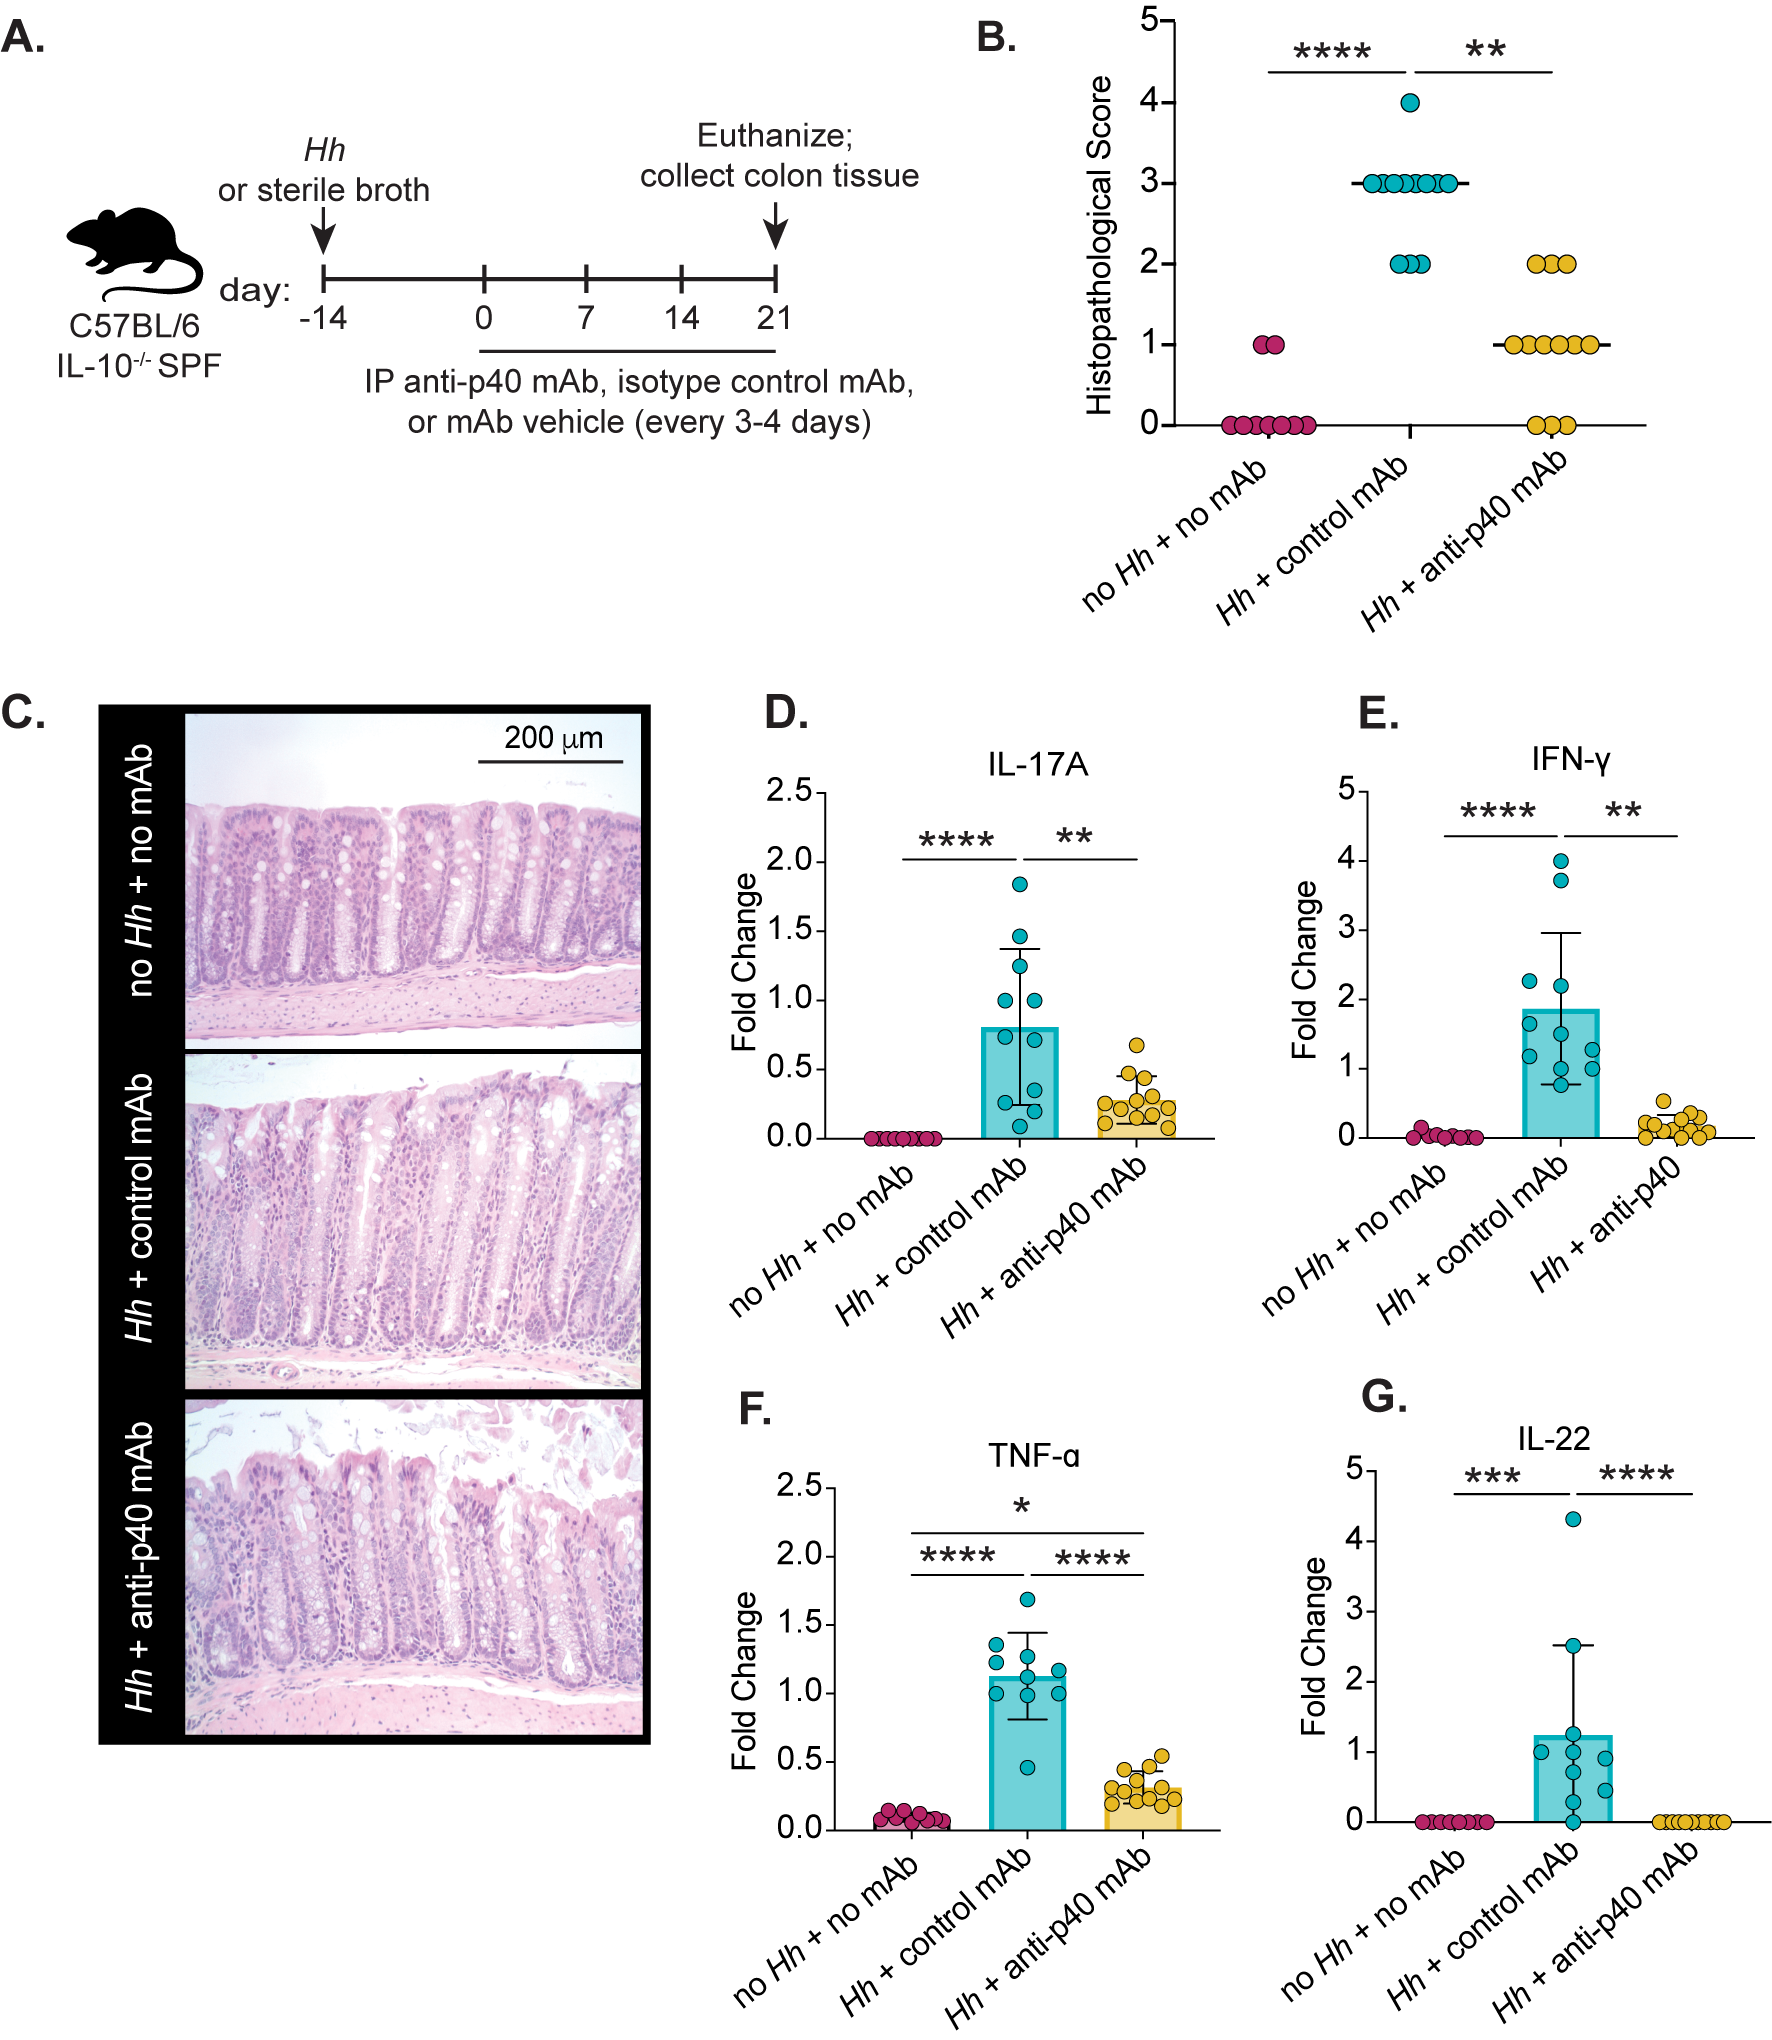 A.
Hh
or sterile broth
Euthanize;
collect colon tissue
day:
-14
0
7
14
21
C57BL/6
IL-10-/- SPF
IP anti-p40 mAb, isotype control mAb,
or mAb vehicle (every 3-4 days)
B.
Histopathological Score
5
4
3
2
1
0
****
**
no Hh + no mAb
Hh + control mAb
Hh + anti-p40 mAb
C.
no Hh + no mAb
Hh + control mAb
Hh + anti-p40 mAb
200 μm
D.
IL-17A
Fold Change
2.5
2.0
1.5
1.0
0.5
0.0
****
**
no Hh + no mAb
Hh + control mAb
Hh + anti-p40 mAb
E.
IFN-γ
Fold Change
5
4
3
2
1
0
****
**
no Hh + no mAb
Hh + control mAb
Hh + anti-p40
F.
TNF-α
Fold Change
2.5
2.0
1.5
1.0
0.5
0.0
*
****
****
no Hh + no mAb
Hh + control mAb
Hh + anti-p40 mAb
G.
IL-22
Fold Change
5
4
3
2
1
0
***
****
no Hh + no mAb
Hh + control mAb
Hh + anti-p40 mAb